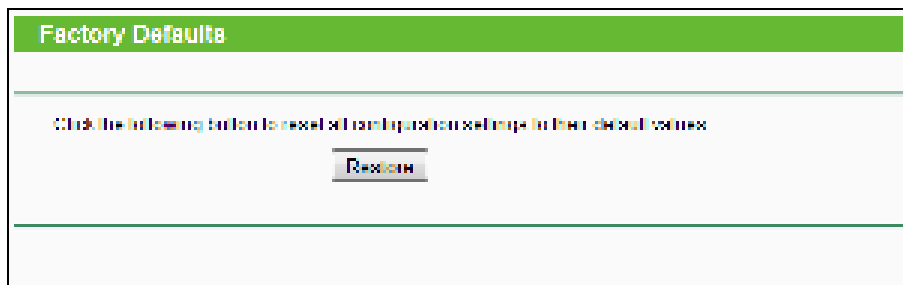 Factory Defaults
Click the following button to reset all configuration settings to their default values
Restore